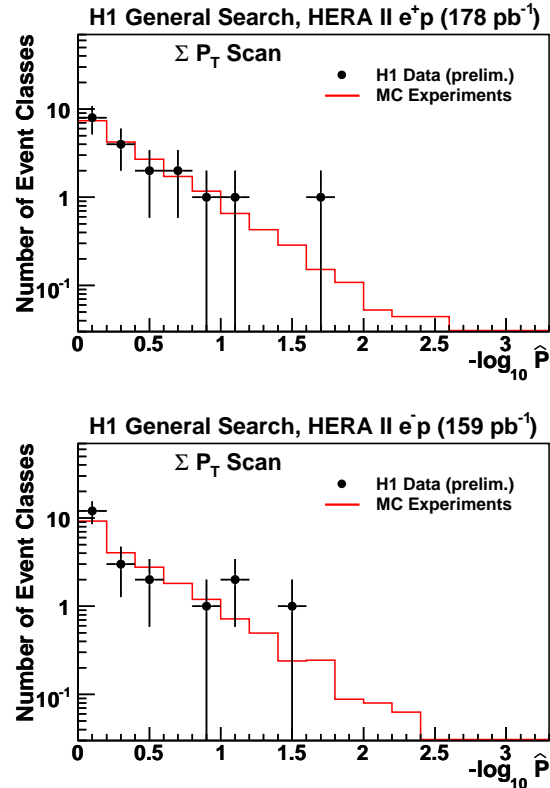 H1 General Search, HERA II e⁺p (178 pb⁻¹)
Σ P_T Scan
H1 Data (prelim.)
MC Experiments
Number of Event Classes
10
1
10⁻¹
0 0.5 1 1.5 2 2.5 3
-log₁₀ P̂
H1 General Search, HERA II e⁻p (159 pb⁻¹)
Σ P_T Scan
H1 Data (prelim.)
MC Experiments
Number of Event Classes
10
1
10⁻¹
0 0.5 1 1.5 2 2.5 3
-log₁₀ P̂